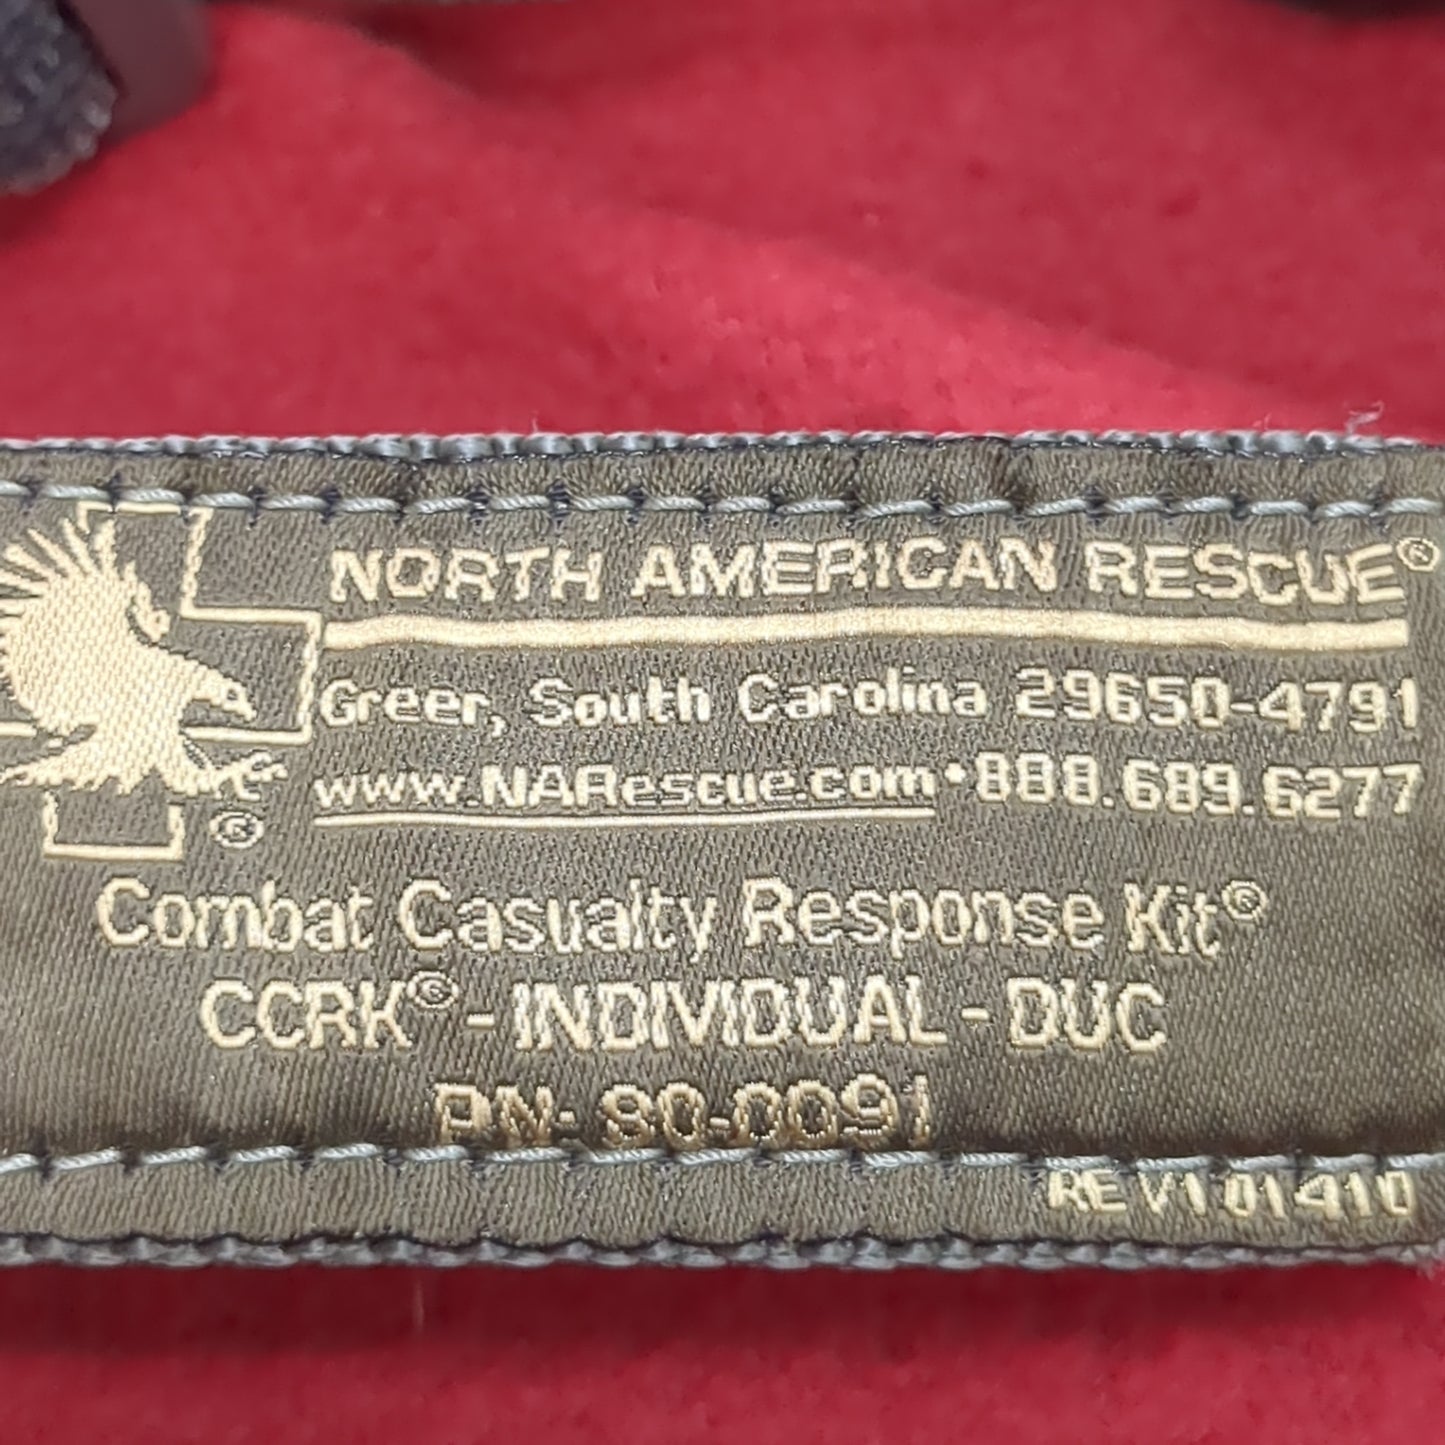 NORTH AMERICAN RESCUE®
Greer, South Carolina 29650-4791
www.NARescue.com•888.689.6277
®
Combat Casualty Response Kit®
CCRK® - INDIVIDUAL - DUC
PN: 80-0091
REV101410